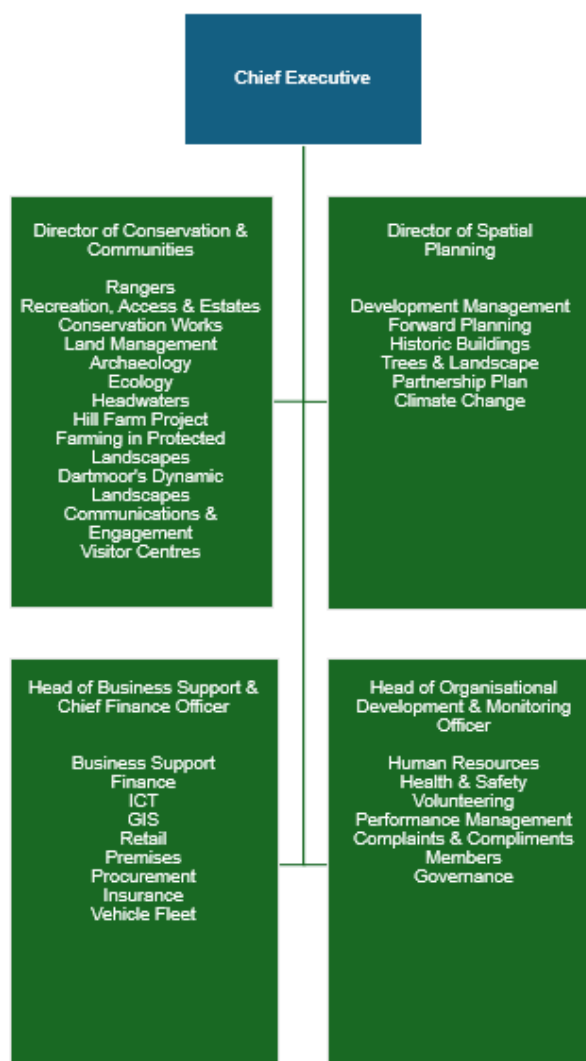 Chief Executive
Director of Conservation &
Communities
Rangers
Recreation, Access & Estates
Conservation Works
Land Management
Archaeology
Ecology
Headwaters
Hill Farm Project
Farming in Protected
Landscapes
Dartmoor's Dynamic
Landscapes
Communications &
Engagement
Visitor Centres
Director of Spatial
Planning
Development Management
Forward Planning
Historic Buildings
Trees & Landscape
Partnership Plan
Climate Change
Head of Business Support &
Chief Finance Officer
Business Support
Finance
ICT
GIS
Retail
Premises
Procurement
Insurance
Vehicle Fleet
Head of Organisational
Development & Monitoring
Officer
Human Resources
Health & Safety
Volunteering
Performance Management
Complaints & Compliments
Members
Governance